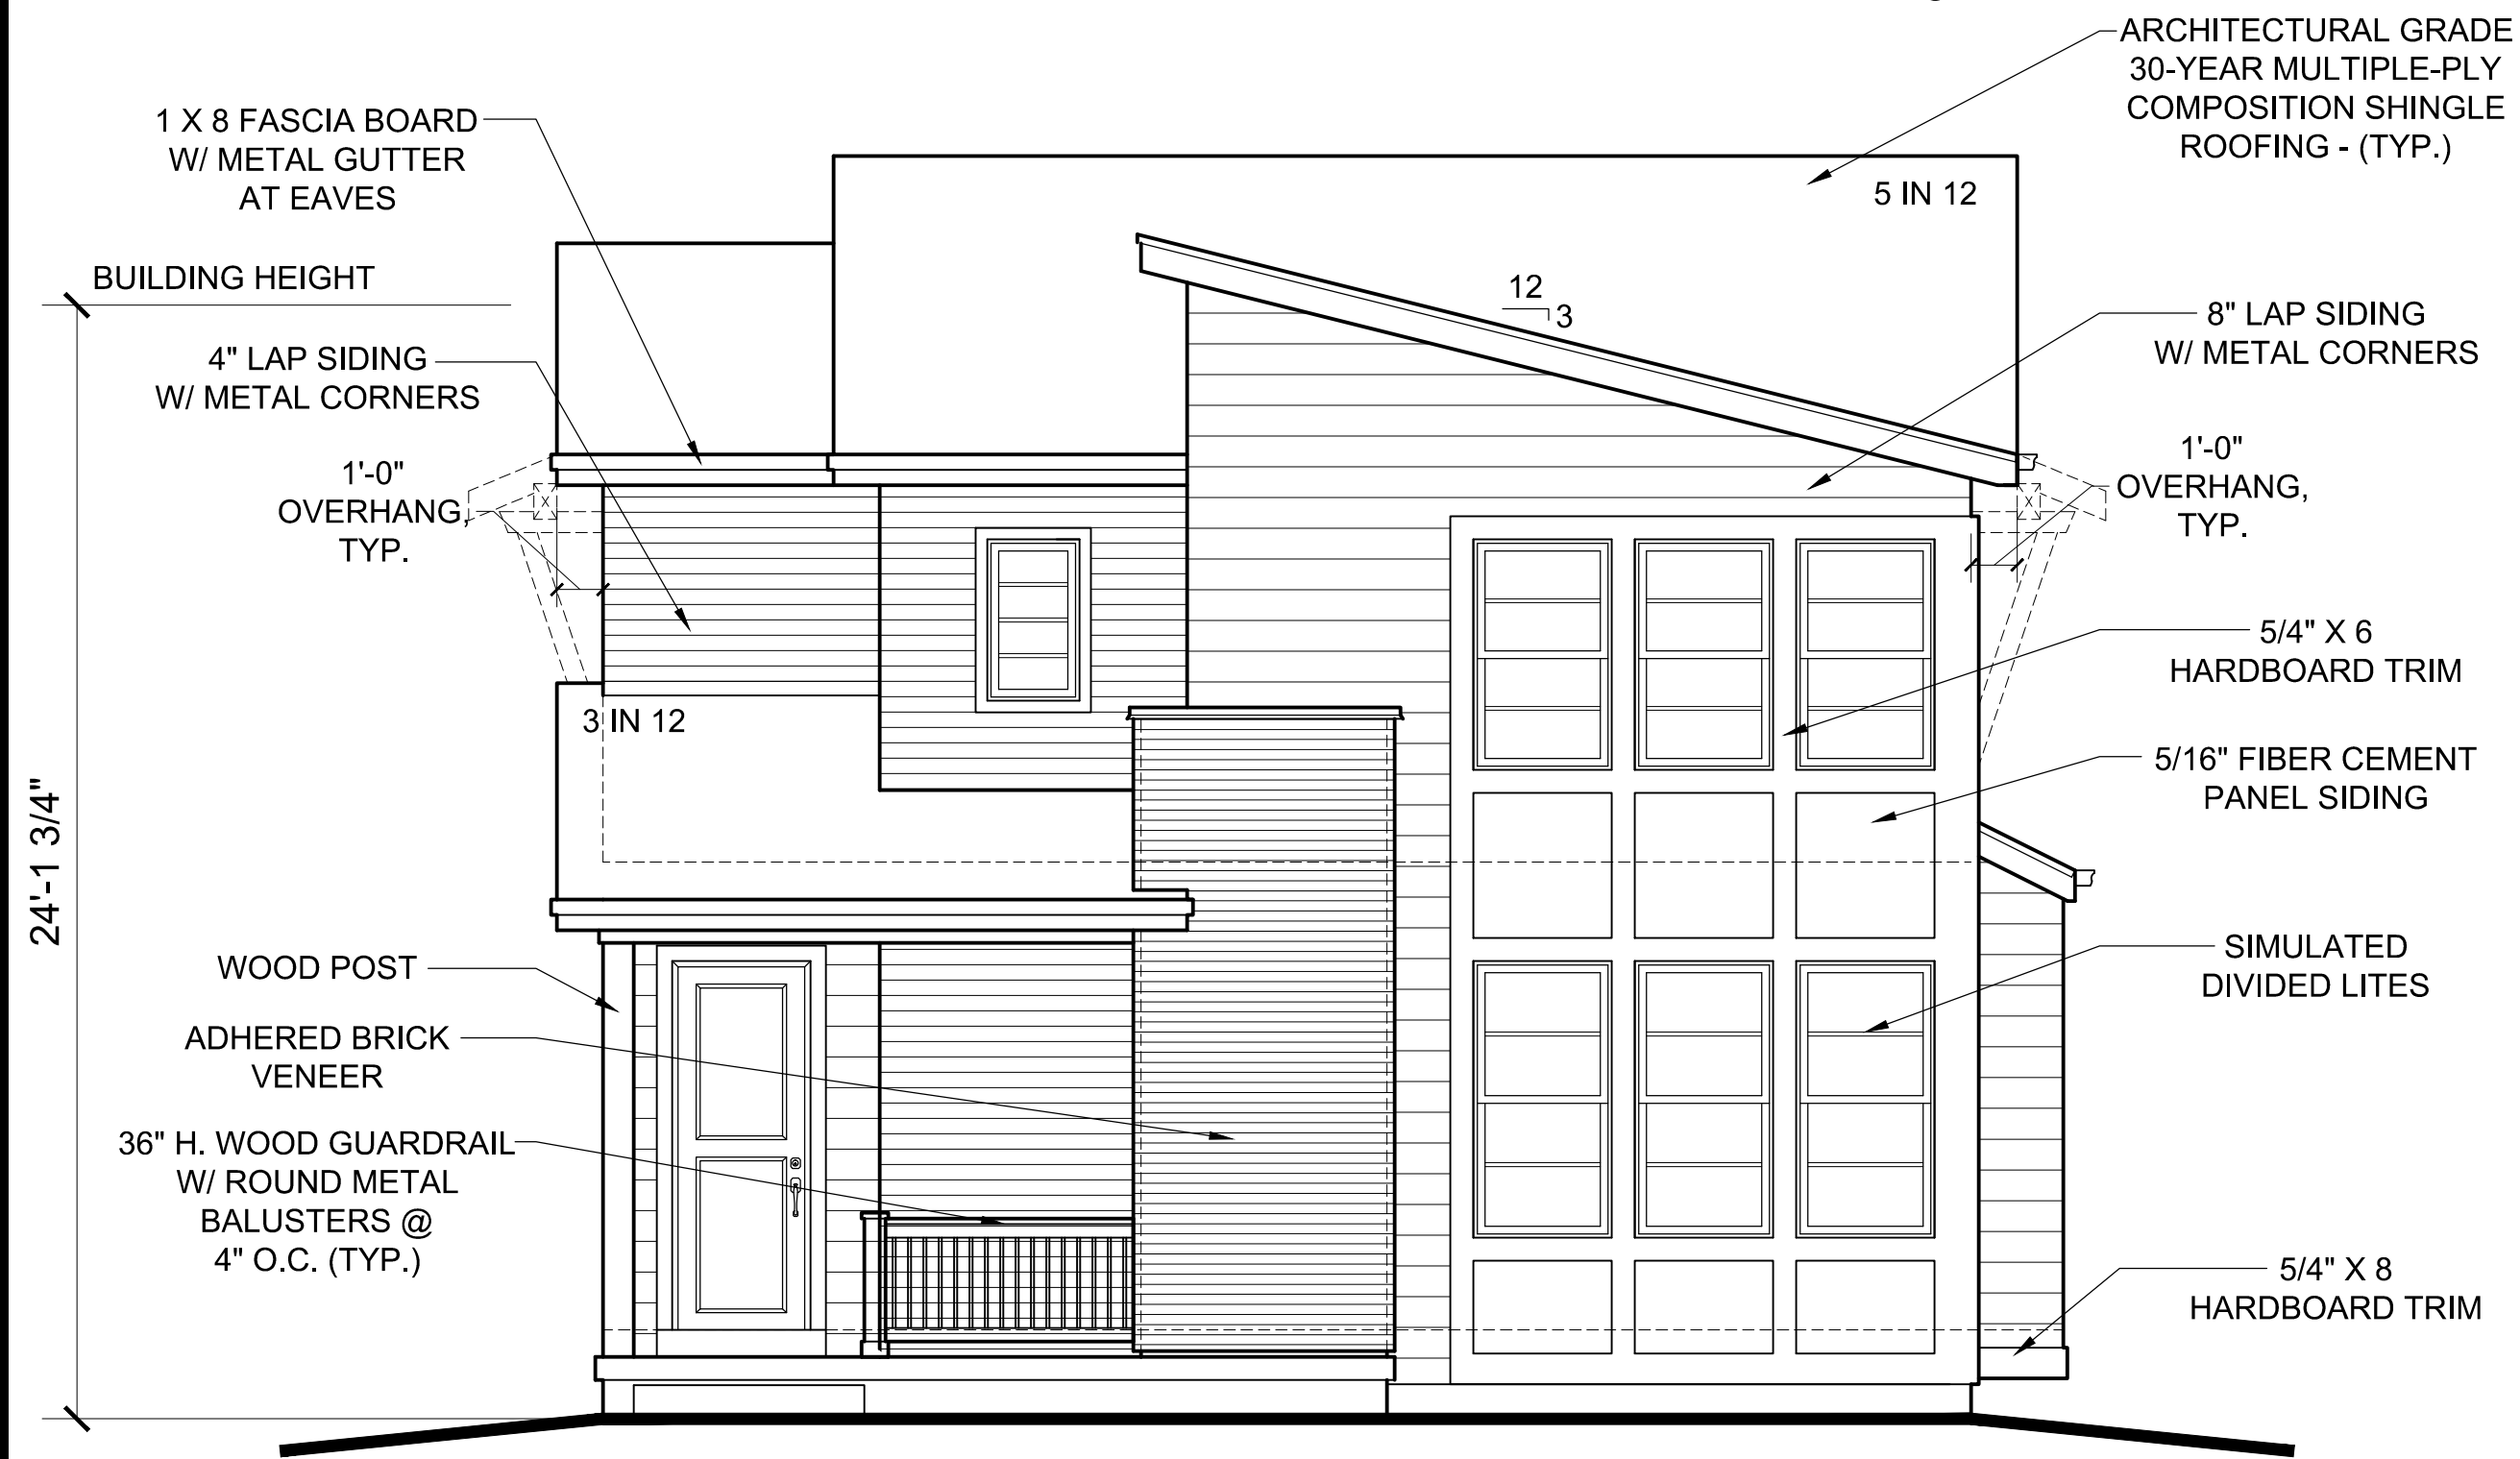 ARCHITECTURAL GRADE
30-YEAR MULTIPLE-PLY
COMPOSITION SHINGLE
ROOFING - (TYP.)
1 X 8 FASCIA BOARD
W/ METAL GUTTER
AT EAVES
5 IN 12
BUILDING HEIGHT
12
3
8" LAP SIDING
W/ METAL CORNERS
4" LAP SIDING
W/ METAL CORNERS
1'-0"
OVERHANG,
TYP.
1'-0"
OVERHANG,
TYP.
5/4" X 6
HARDBOARD TRIM
3 IN 12
5/16" FIBER CEMENT
PANEL SIDING
24'-1 3/4"
WOOD POST
SIMULATED
DIVIDED LITES
ADHERED BRICK
VENEER
36" H. WOOD GUARDRAIL
W/ ROUND METAL
BALUSTERS @
4" O.C. (TYP.)
5/4" X 8
HARDBOARD TRIM